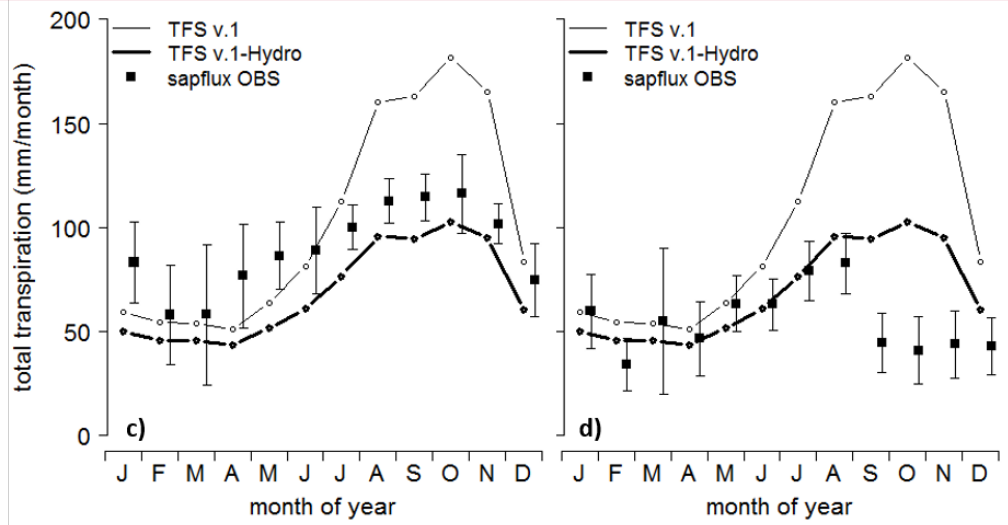 total transpiration (mm/month)
200
150
100
50
0
TFS v.1
TFS v.1-Hydro
sapflux OBS
c)
J F M A M J J A S O N D
month of year
TFS v.1
TFS v.1-Hydro
sapflux OBS
d)
J F M A M J J A S O N D
month of year